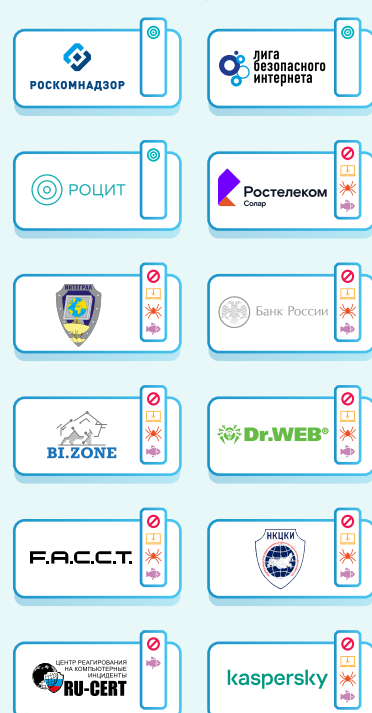 РОСКОМНАДЗОР
лига
безопасного
интернета
РОЦИТ
Ростелеком
Солар
ИНТЕГРАЛ
Банк России
BI.ZONE
Dr.WEB®
F.A.C.C.T.
НКЦКИ
ЦЕНТР РЕАГИРОВАНИЯ
НА КОМПЬЮТЕРНЫЕ
ИНЦИДЕНТЫ
RU-CERT
kaspersky